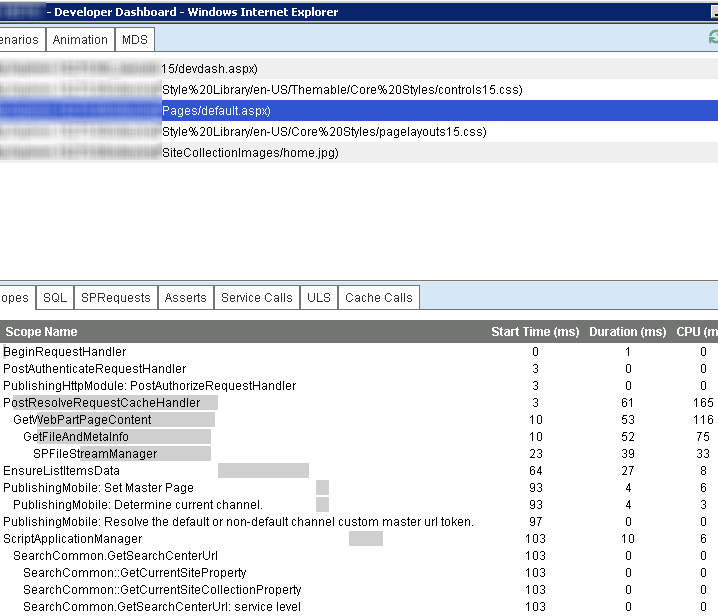 - Developer Dashboard - Windows Internet Explorer
enarios Animation MDS
15/devdash.aspx)
Style%20Library/en-US/Themable/Core%20Styles/controls15.css)
Pages/default.aspx)
Style%20Library/en-US/Core%20Styles/pagelayouts15.css)
SiteCollectionImages/home.jpg)
opes SQL SPRequests Asserts Service Calls ULS Cache Calls
Scope Name Start Time (ms) Duration (ms) CPU (m
BeginRequestHandler 0 1 0
PostAuthenticateRequestHandler 3 0 0
PublishingHttpModule: PostAuthorizeRequestHandler 3 0 0
PostResolveRequestCacheHandler 3 61 165
GetWebPartPageContent 10 53 116
GetFileAndMetaInfo 10 52 75
SPFileStreamManager 23 39 33
EnsureListItemsData 64 27 8
PublishingMobile: Set Master Page 93 4 6
PublishingMobile: Determine current channel. 93 4 3
PublishingMobile: Resolve the default or non-default channel custom master url token. 97 0 0
ScriptApplicationManager 103 10 6
SearchCommon.GetSearchCenterUrl 103 0 0
SearchCommon::GetCurrentSiteProperty 103 0 0
SearchCommon::GetCurrentSiteCollectionProperty 103 0 0
SearchCommon.GetSearchCenterUrl: service level 103 0 0